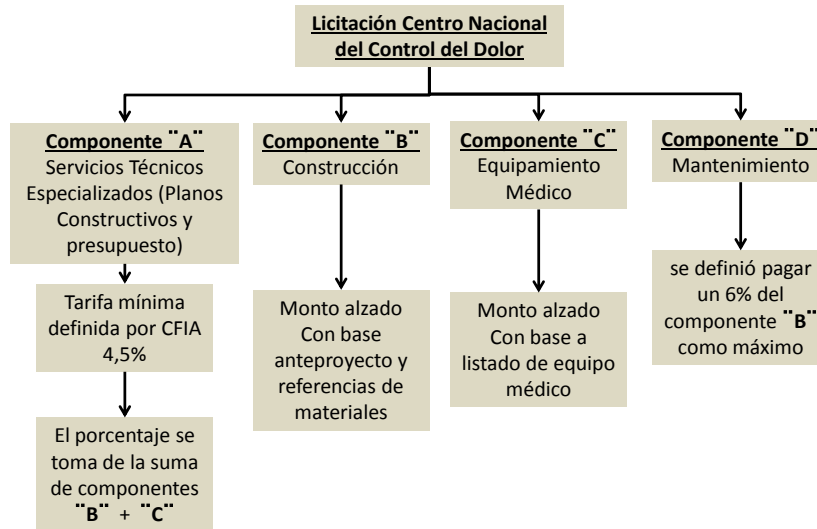 Licitación Centro Nacional
del Control del Dolor
Componente ¨A¨
Servicios Técnicos
Especializados (Planos
Constructivos y
presupuesto)
Tarifa mínima
definida por CFIA
4,5%
El porcentaje se
toma de la suma
de componentes
¨B¨ + ¨C¨
Componente ¨B¨
Construcción
Monto alzado
Con base
anteproyecto y
referencias de
materiales
Componente ¨C¨
Equipamiento
Médico
Monto alzado
Con base a
listado de equipo
médico
Componente ¨D¨
Mantenimiento
se definió pagar
un 6% del
componente ¨B¨
como máximo